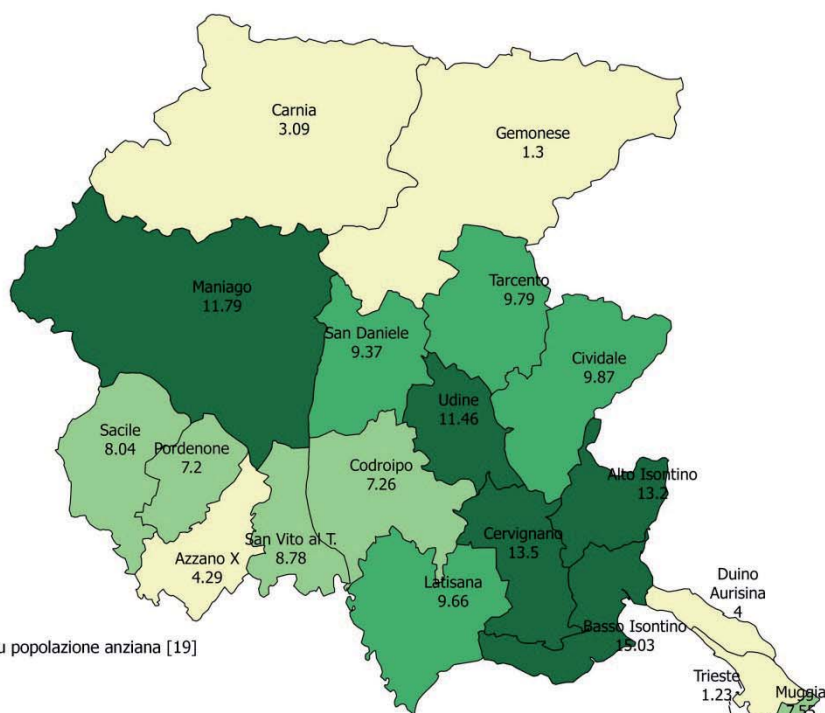 Carnia
3.09
Gemonese
1.3
Maniago
11.79
Tarcento
9.79
San Daniele
9.37
Cividale
9.87
Udine
11.46
Sacile
8.04
Pordenone
7.2
Codroipo
7.26
Alto Isontino
13.2
Azzano X
4.29
San Vito al T.
8.78
Cervignano
13.5
Latisana
9.66
Duino
Aurisina
4
Basso Isontino
15.03
u popolazione anziana [19]
Trieste
1.23
Muggia
7.55